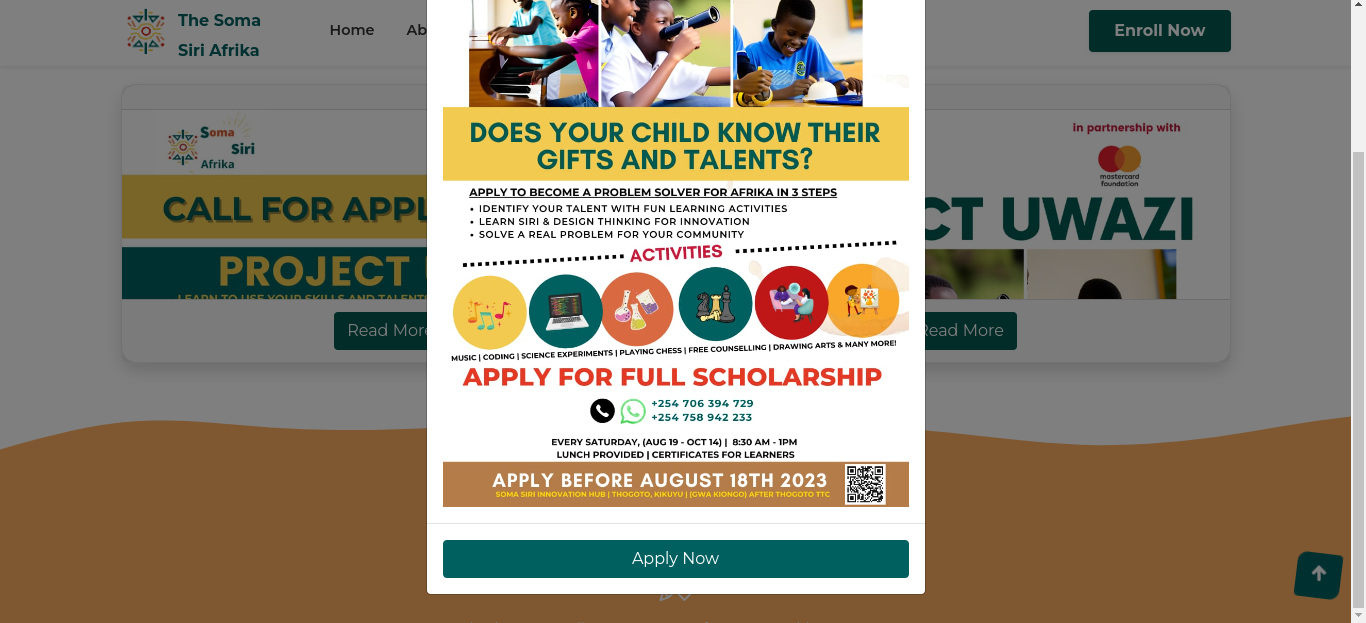 The Soma
Siri Afrika
Home
Ab
Enroll Now
Soma
Siri
Afrika
CALL FOR APPL
PROJECT
LEARN TO USE YOUR SKILLS AND TALENT
Read More
DOES YOUR CHILD KNOW THEIR
GIFTS AND TALENTS?
APPLY TO BECOME A PROBLEM SOLVER FOR AFRIKA IN 3 STEPS
• IDENTIFY YOUR TALENT WITH FUN LEARNING ACTIVITIES
• LEARN SIRI & DESIGN THINKING FOR INNOVATION
• SOLVE A REAL PROBLEM FOR YOUR COMMUNITY
ACTIVITIES
MUSIC | CODING | SCIENCE EXPERIMENTS | PLAYING CHESS | FREE COUNSELLING | DRAWING ARTS & MANY MORE!
APPLY FOR FULL SCHOLARSHIP
+254 706 394 729
+254 758 942 233
EVERY SATURDAY, (AUG 19 - OCT 14) | 8:30 AM - 1PM
LUNCH PROVIDED | CERTIFICATES FOR LEARNERS
APPLY BEFORE AUGUST 18TH 2023
SOMA SIRI INNOVATION HUB | THOGOTO, KIKUYU | (GWA KIONGO) AFTER THOGOTO TTC
Apply Now
in partnership with
mastercard
foundation
CT UWAZI
Read More